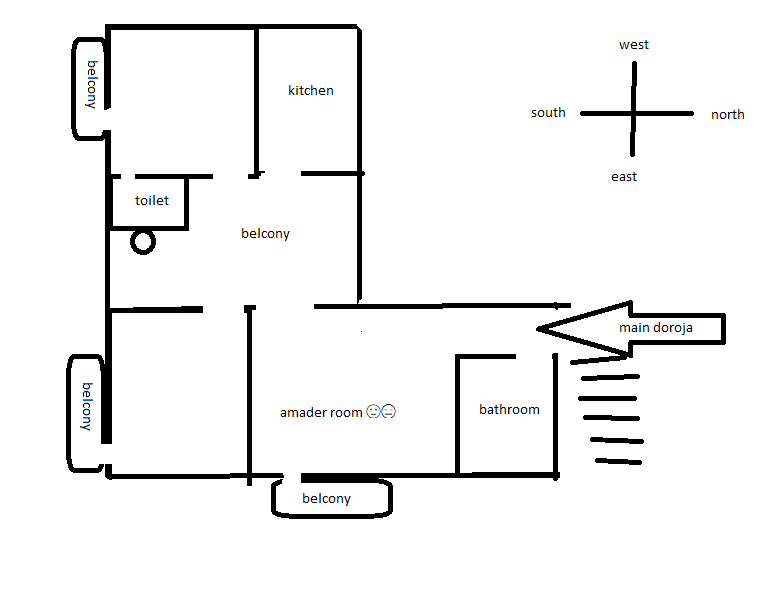 west
belcony
kitchen
south
north
east
toilet
belcony
main doroja
belcony
amader room
bathroom
belcony